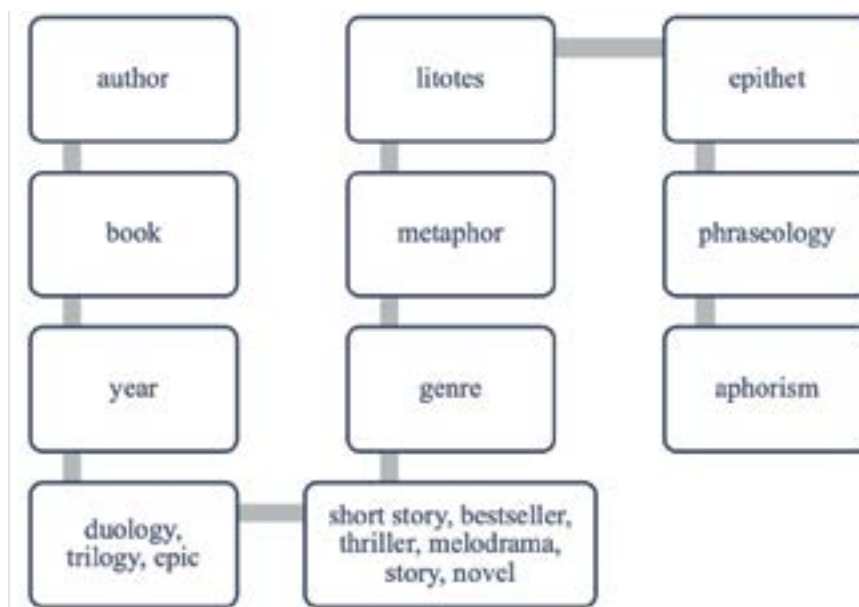 author
book
year
duology,
trilogy, epic
short story, bestseller,
thriller, melodrama,
story, novel
genre
metaphor
litotes
epithet
phraseology
aphorism